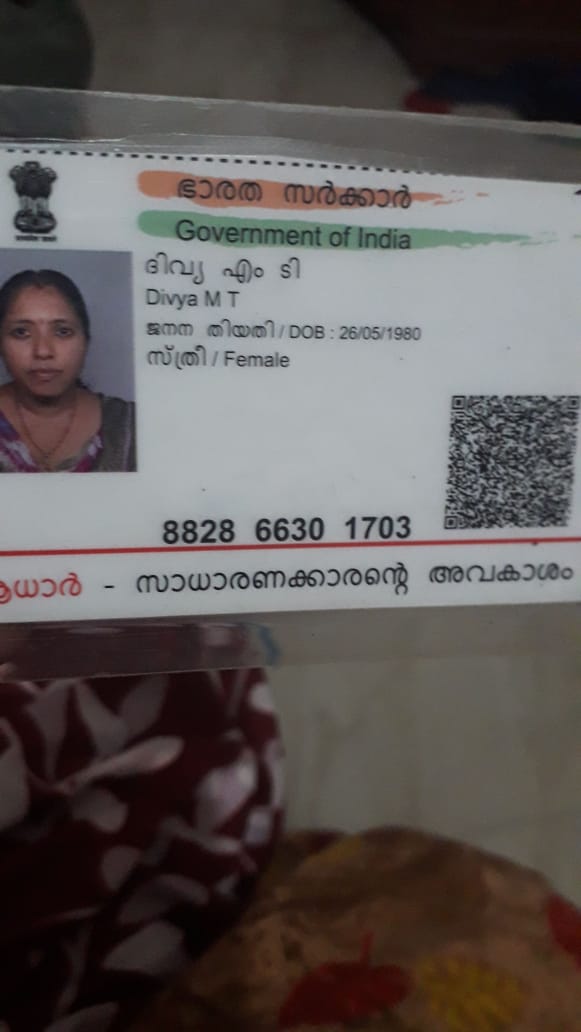 ഭാരത സർക്കാർ
Government of India
ദിവ്യ എം ടി
Divya M T
ജനന തിയതി / DOB : 26/05/1980
സ്ത്രീ / Female
8828 6630 1703
ആധാർ - സാധാരണക്കാരന്റെ അവകാശം